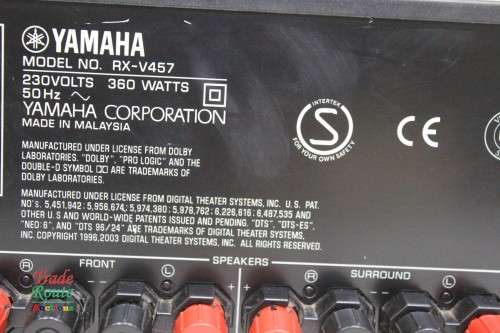 YAMAHA
MODEL NO. RX-V457
230VOLTS 360 WATTS
50Hz
YAMAHA CORPORATION
MADE IN MALAYSIA
INTERTEK
S
FOR YOUR OWN SAFETY
CE
MANUFACTURED UNDER LICENSE FROM DOLBY
LABORATORIES. "DOLBY", "PRO LOGIC" AND THE
DOUBLE-D SYMBOL ARE TRADEMARKS OF
DOLBY LABORATORIES.
MANUFACTURED UNDER LICENSE FROM DIGITAL THEATER SYSTEMS, INC. U.S. PAT.
NO's. 5,451,942; 5,956,674; 5,974,380; 5,978,762; 6,226,616; 6,487,535 AND
OTHER U.S AND WORLD-WIDE PATENTS ISSUED AND PENDING. "DTS", "DTS-ES",
"NEO:6", AND "DTS 96/24" ARE TRADEMARKS OF DIGITAL THEATER SYSTEMS,
INC. COPYRIGHT 1996,2003 DIGITAL THEATER SYSTEMS, INC. ALL RIGHTS RESERVED.
SPEAKERS
R FRONT L
R SURROUND L
Trade
Route
Auctions